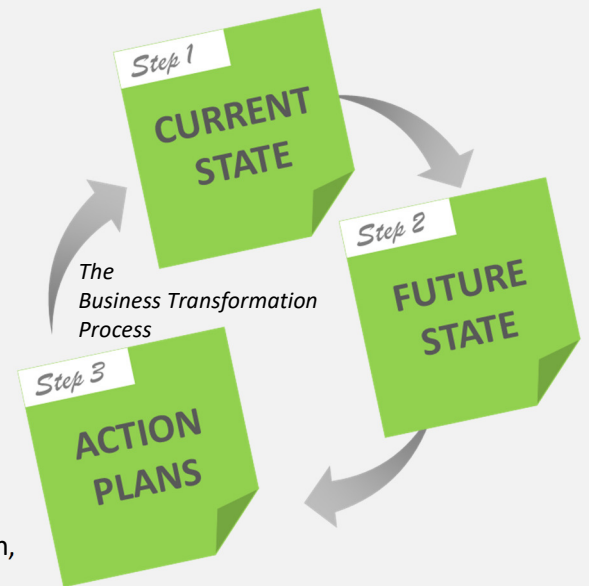 Step 1
CURRENT
STATE
Step 2
FUTURE
STATE
The
Business Transformation
Process
Step 3
ACTION
PLANS